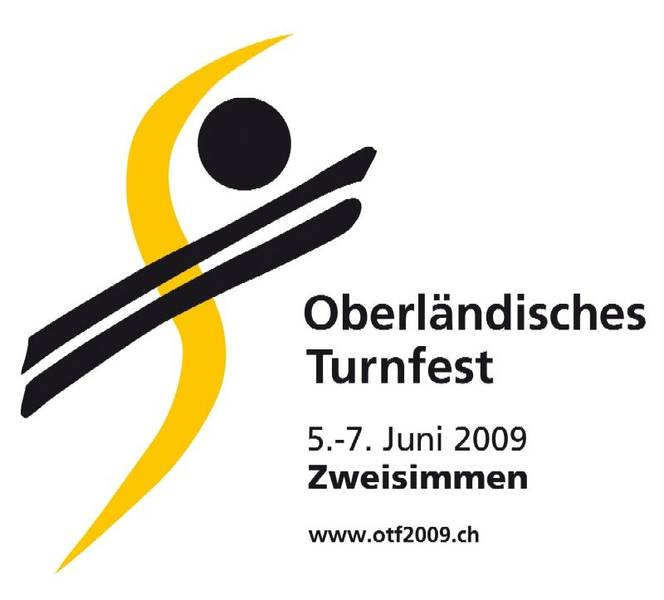 Oberländisches
Turnfest
5.-7. Juni 2009
Zweisimmen
www.otf2009.ch